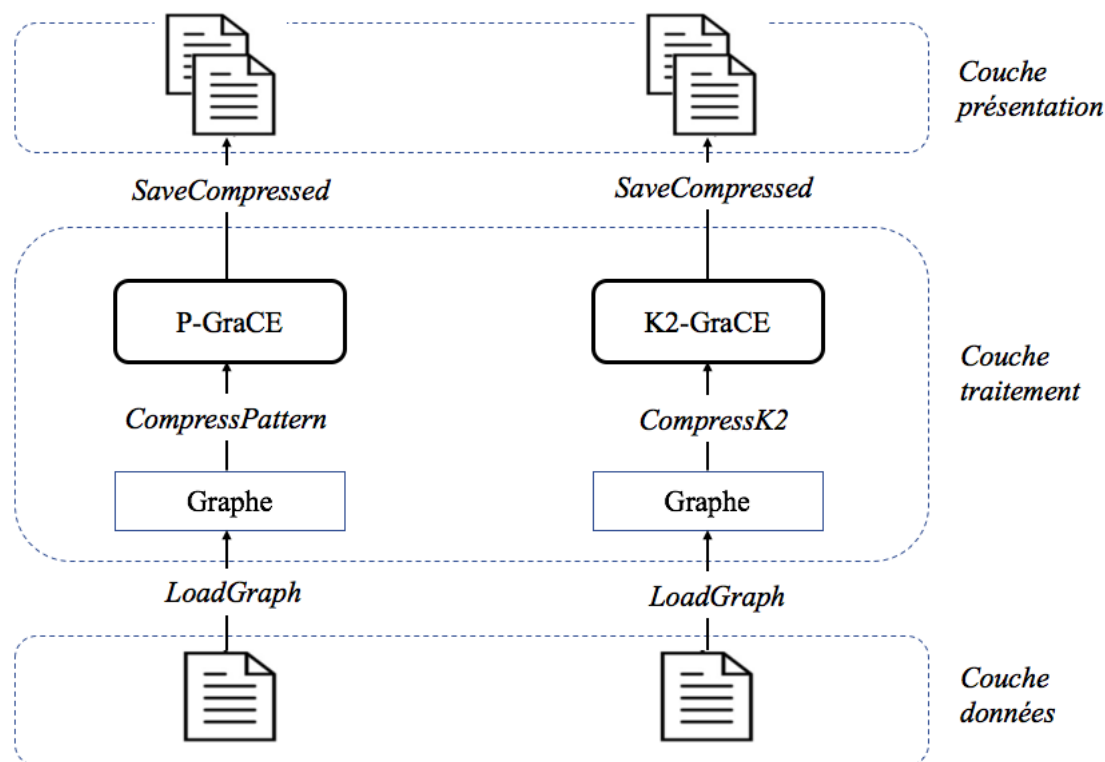 Couche
présentation
SaveCompressed
SaveCompressed
P-GraCE
K2-GraCE
Couche
traitement
CompressPattern
CompressK2
Graphe
Graphe
LoadGraph
LoadGraph
Couche
données